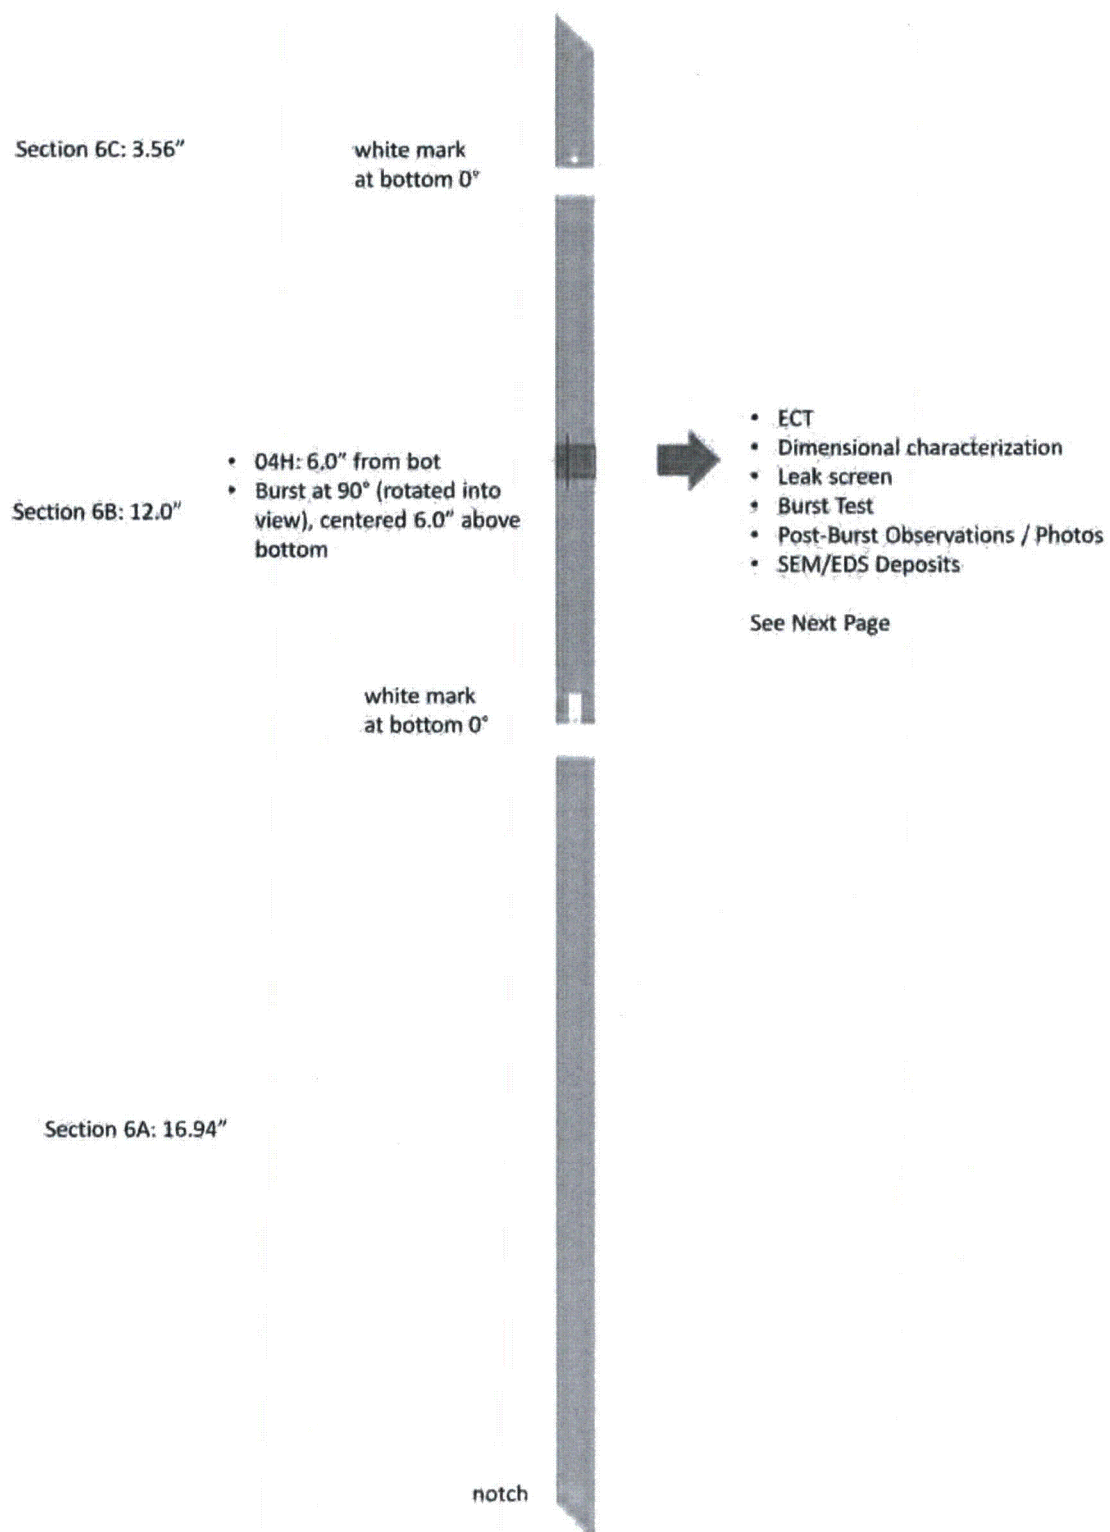 Section 6C: 3.56"
white mark
at bottom 0°
• 04H: 6.0" from bot
• Burst at 90° (rotated into
view), centered 6.0" above
bottom
Section 6B: 12.0"
• ECT
• Dimensional characterization
• Leak screen
• Burst Test
• Post-Burst Observations / Photos
• SEM/EDS Deposits
See Next Page
white mark
at bottom 0°
Section 6A: 16.94"
notch